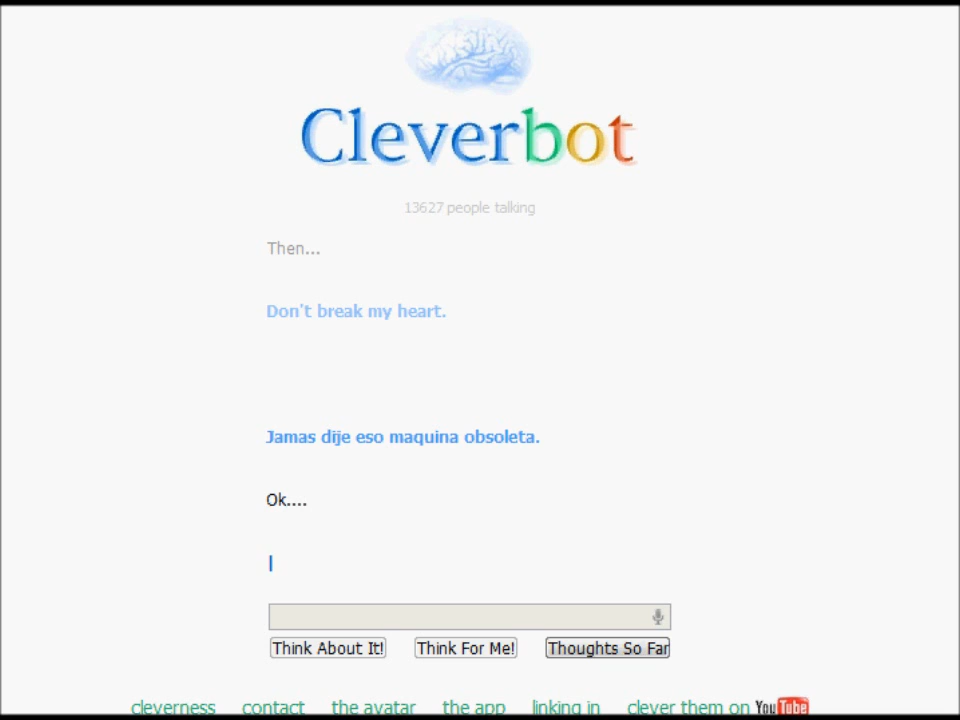 Cleverbot
13627 people talking
Then...
Don't break my heart.
Jamas dije eso maquina obsoleta.
Ok....
Think About It! Think For Me! Thoughts So Far
cleverness contact the avatar the app linking in clever them on YouTube